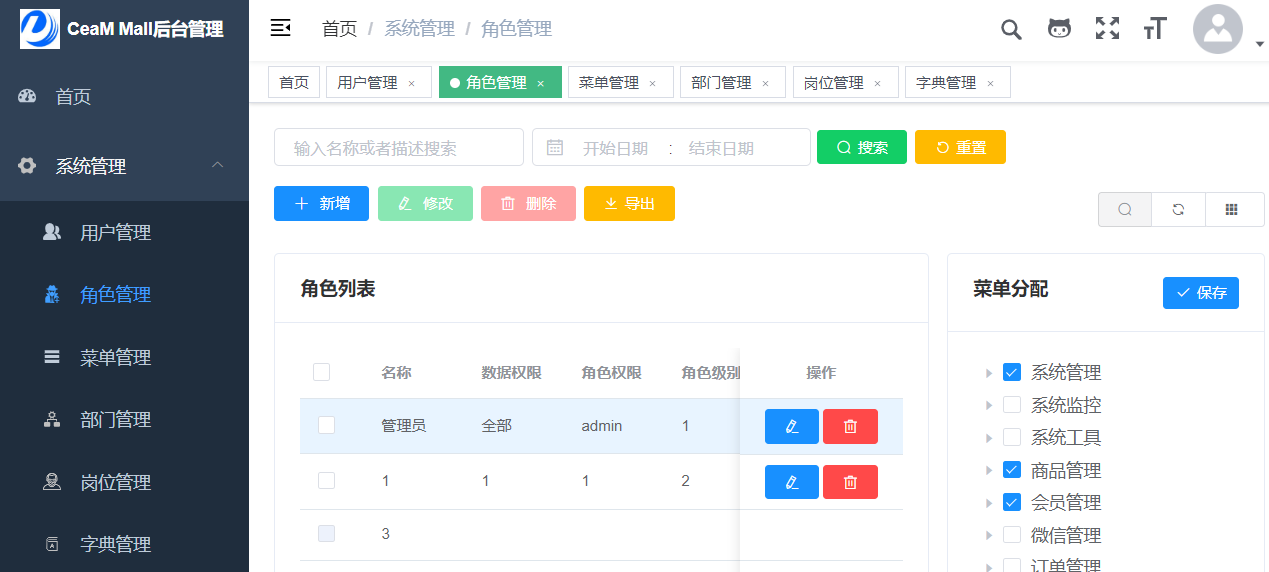 CeaM Mall后台管理
首页 / 系统管理 / 角色管理
首页 用户管理 × 角色管理 × 菜单管理 × 部门管理 × 岗位管理 × 字典管理 ×
首页
系统管理
用户管理
角色管理
菜单管理
部门管理
岗位管理
字典管理
输入名称或者描述搜索 开始日期 : 结束日期 搜索 重置
新增 修改 删除 导出
角色列表
名称 数据权限 角色权限 角色级别 操作
管理员 全部 admin 1
1 1 1 2
3
菜单分配 保存
系统管理
系统监控
系统工具
商品管理
会员管理
微信管理
订单管理